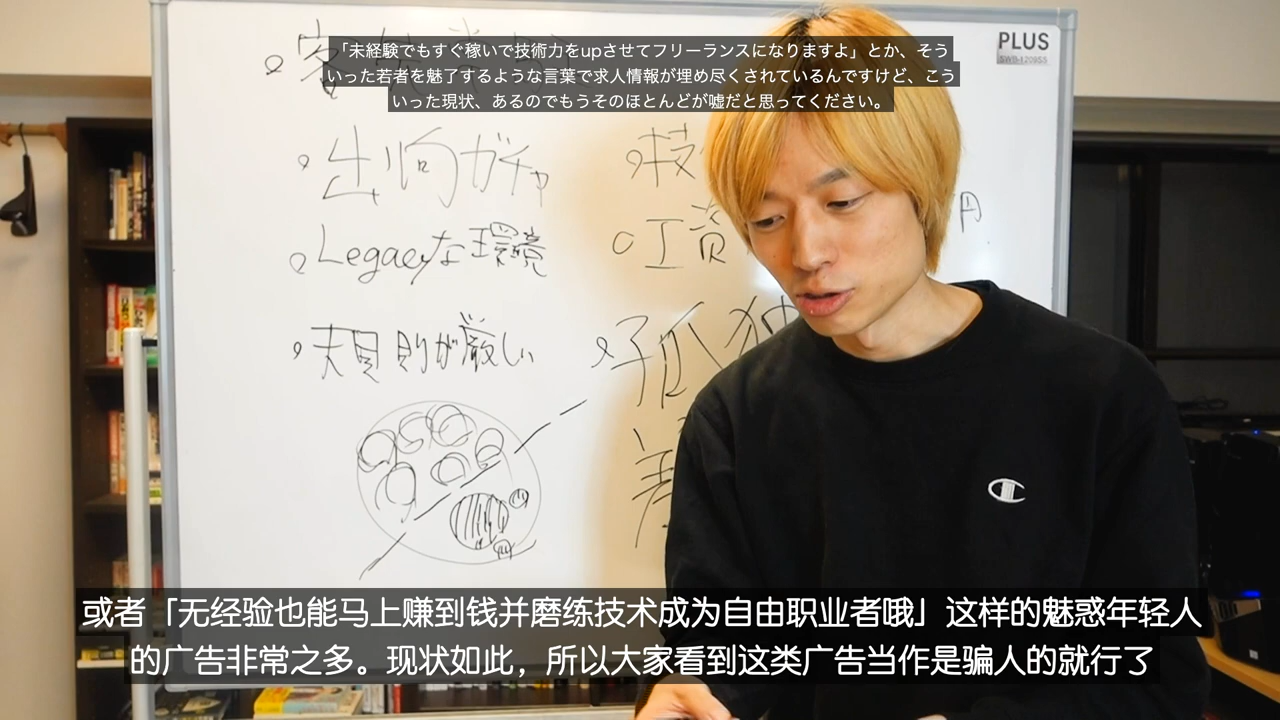 「未経験でもすぐ稼いで技術力をupさせてフリーランスになりますよ」とか、そう
いった若者を魅了するような言葉で求人情報が埋め尽くされているんですけど、こう
いった現状、あるのでもうそのほとんどが嘘だと思ってください。
PLUS
出向ガチャ
技
Legacyな環境
工資
円
罰則が厳しい
孤独
差
或者「无经验也能马上赚到钱并磨练技术成为自由职业者哦」这样的魅惑年轻人
的广告非常之多。现状如此，所以大家看到这类广告当作是骗人的就行了